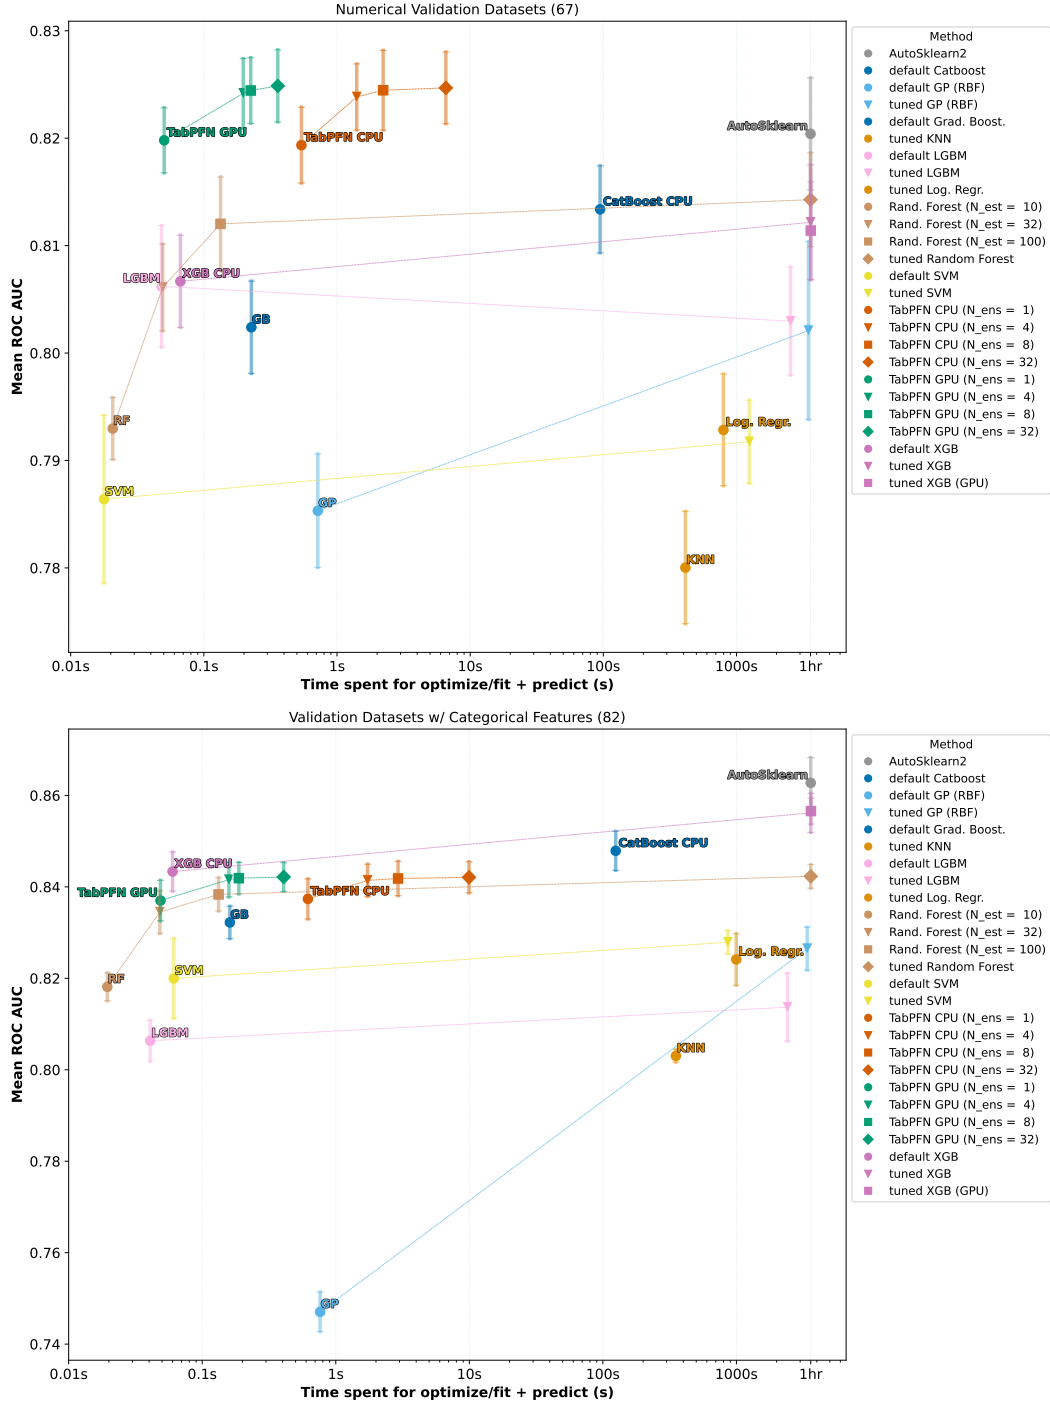 Numerical Validation Datasets (67)
0.83
0.82
0.81
0.80
0.79
0.78
Mean ROC AUC
TabPFN GPU
TabPFN CPU
AutoSklearn
CatBoost CPU
LGBM
XGB CPU
GB
RF
Log. Regr.
SVM
GP
KNN
0.01s
0.1s
1s
10s
100s
1000s
1hr
Time spent for optimize/fit + predict (s)
Method
AutoSklearn2
default Catboost
default GP (RBF)
tuned GP (RBF)
default Grad. Boost.
tuned KNN
default LGBM
tuned LGBM
tuned Log. Regr.
Rand. Forest (N_est = 10)
Rand. Forest (N_est = 32)
Rand. Forest (N_est = 100)
tuned Random Forest
default SVM
tuned SVM
TabPFN CPU (N_ens = 1)
TabPFN CPU (N_ens = 4)
TabPFN CPU (N_ens = 8)
TabPFN CPU (N_ens = 32)
TabPFN GPU (N_ens = 1)
TabPFN GPU (N_ens = 4)
TabPFN GPU (N_ens = 8)
TabPFN GPU (N_ens = 32)
default XGB
tuned XGB
tuned XGB (GPU)
Validation Datasets w/ Categorical Features (82)
0.86
0.84
0.82
0.80
0.78
0.76
0.74
Mean ROC AUC
AutoSklearn
CatBoost CPU
XGB CPU
TabPFN GPU
TabPFN CPU
GB
Log. Regr.
SVM
RF
LGBM
KNN
GP
0.01s
0.1s
1s
10s
100s
1000s
1hr
Time spent for optimize/fit + predict (s)
Method
AutoSklearn2
default Catboost
default GP (RBF)
tuned GP (RBF)
default Grad. Boost.
tuned KNN
default LGBM
tuned LGBM
tuned Log. Regr.
Rand. Forest (N_est = 10)
Rand. Forest (N_est = 32)
Rand. Forest (N_est = 100)
tuned Random Forest
default SVM
tuned SVM
TabPFN CPU (N_ens = 1)
TabPFN CPU (N_ens = 4)
TabPFN CPU (N_ens = 8)
TabPFN CPU (N_ens = 32)
TabPFN GPU (N_ens = 1)
TabPFN GPU (N_ens = 4)
TabPFN GPU (N_ens = 8)
TabPFN GPU (N_ens = 32)
default XGB
tuned XGB
tuned XGB (GPU)